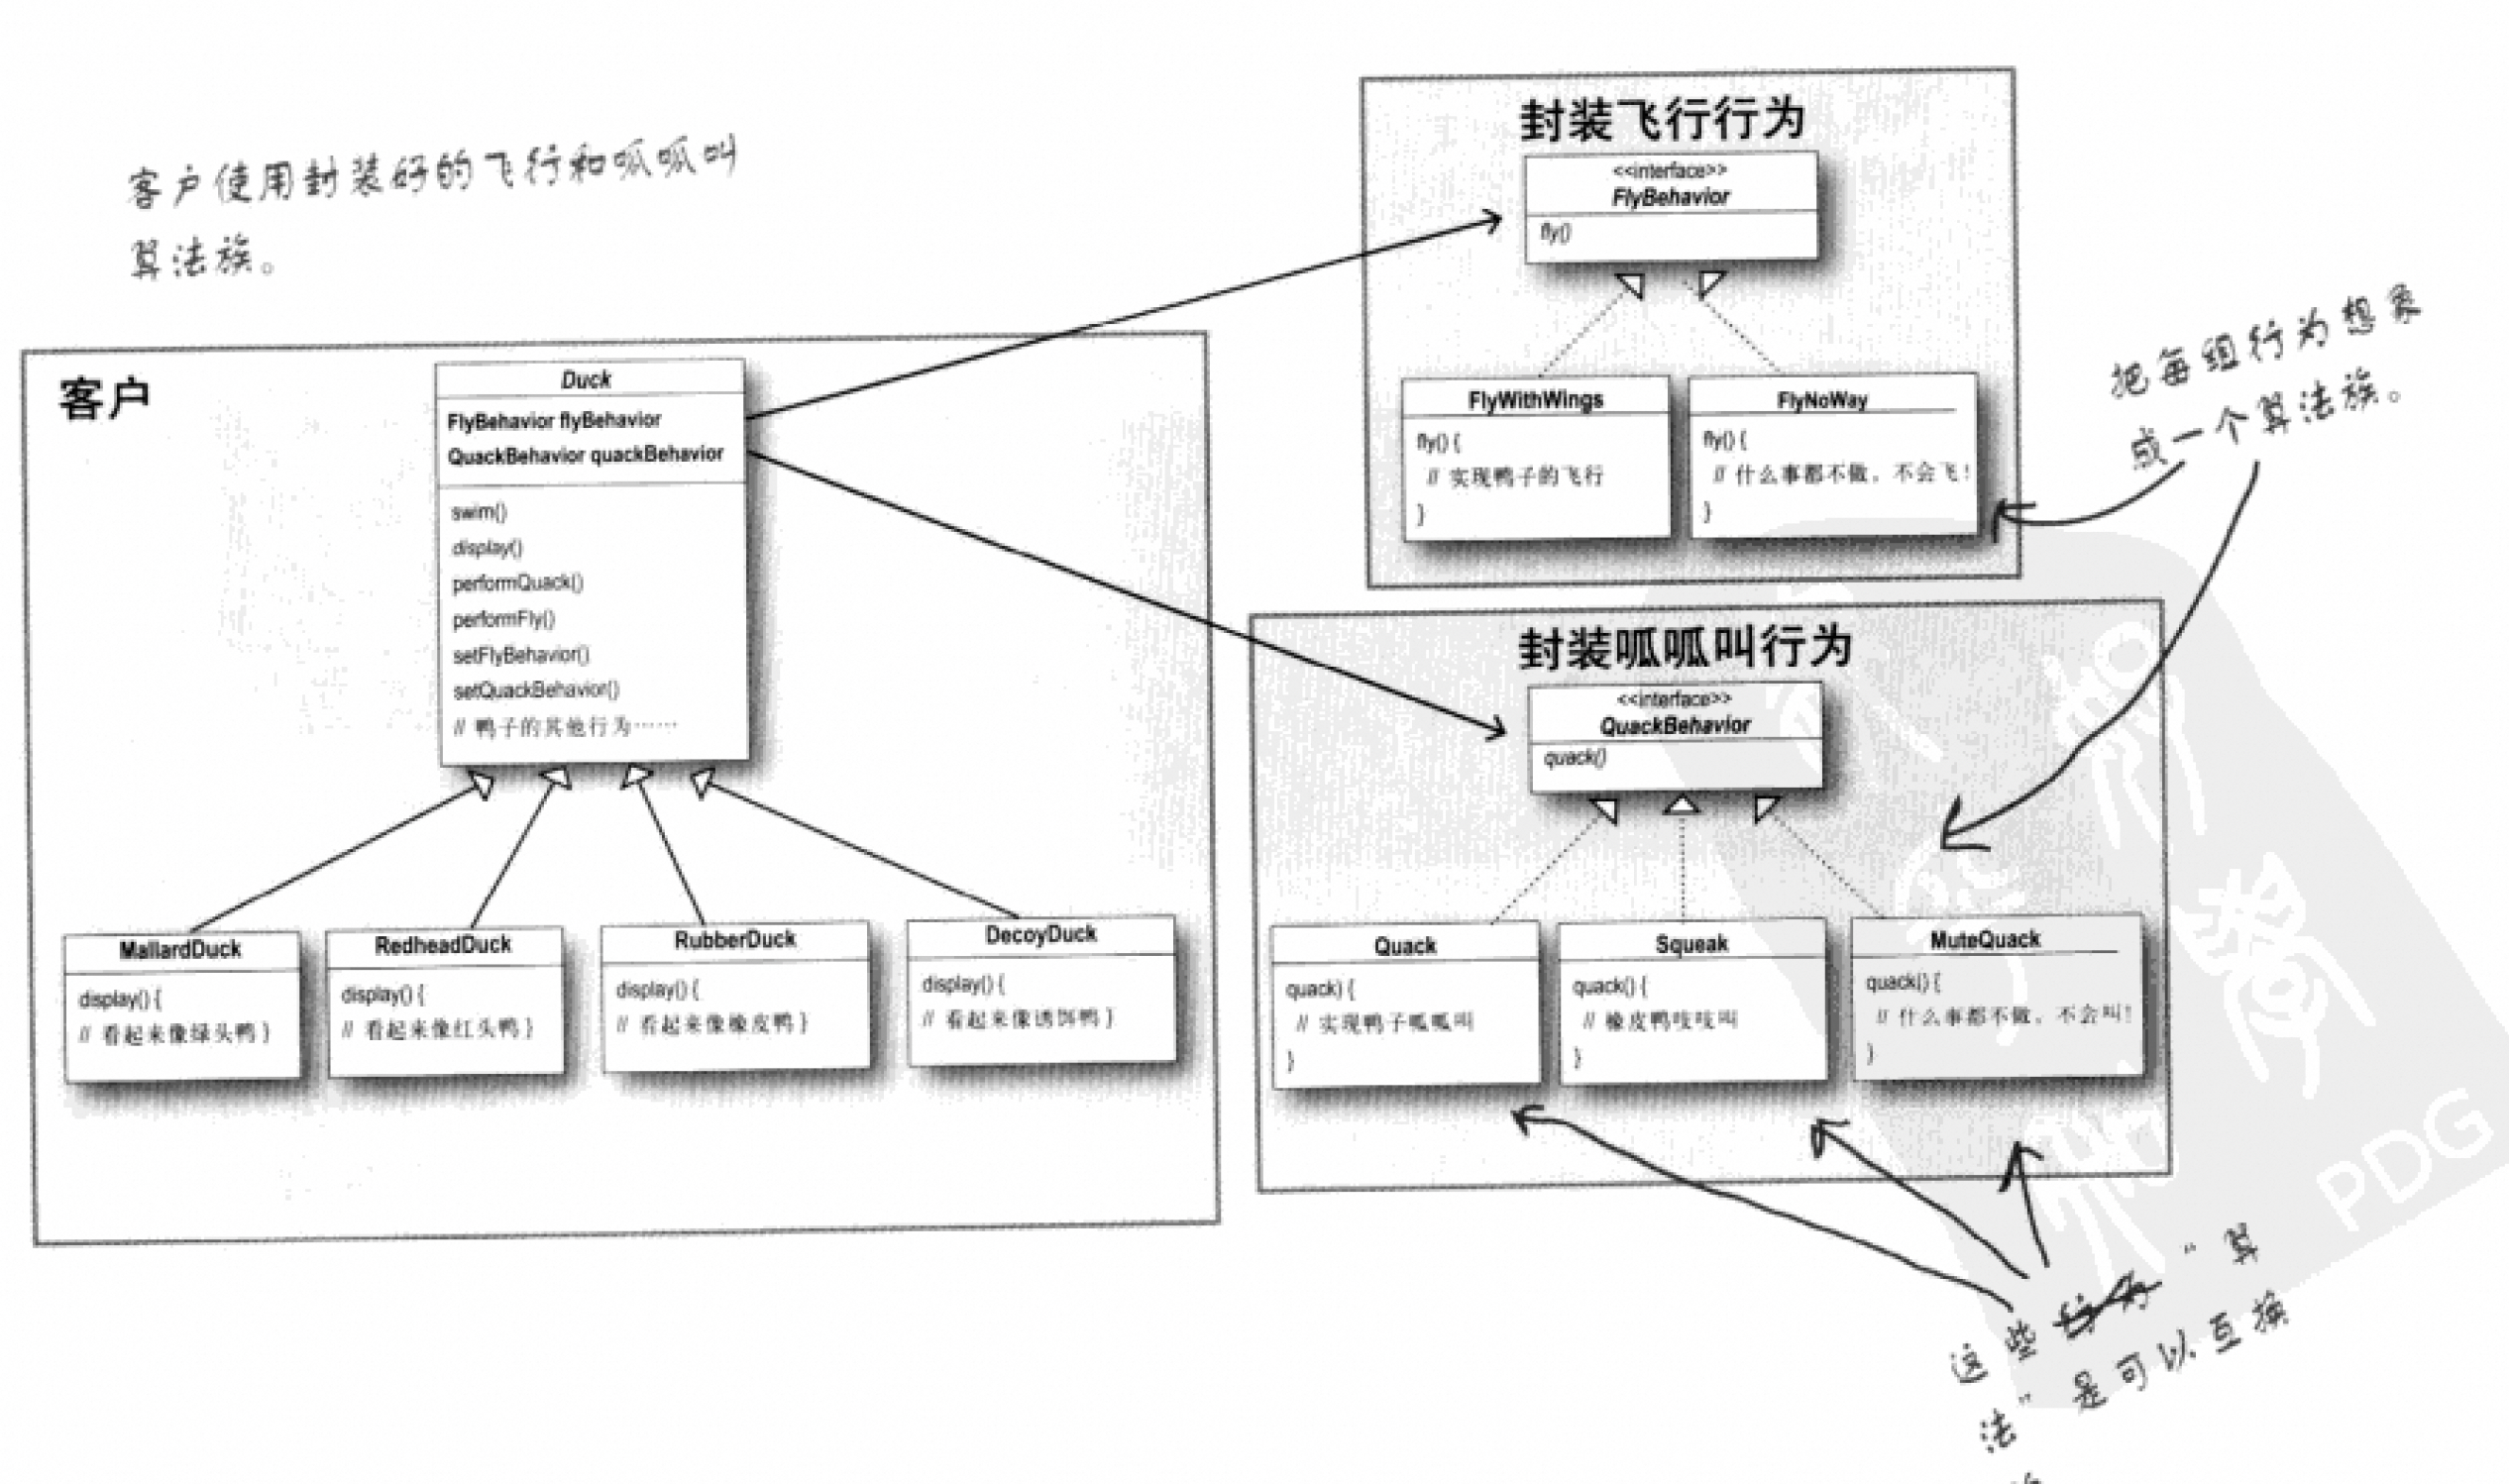 客户使用封装好的飞行和呱呱叫
算法族。
客户
Duck
FlyBehavior flyBehavior
QuackBehavior quackBehavior
swim()
display()
performQuack()
performFly()
setFlyBehavior()
setQuackBehavior()
// 鸭子的其他行为……
MallardDuck
display() {
// 看起来像绿头鸭 }
RedheadDuck
display() {
// 看起来像红头鸭 }
RubberDuck
display() {
// 看起来像橡皮鸭 }
DecoyDuck
display() {
// 看起来像诱饵鸭 }
封装飞行行为
<<interface>>
FlyBehavior
fly()
FlyWithWings
fly() {
// 实现鸭子的飞行
}
FlyNoWay
fly() {
// 什么事都不做，不会飞！
}
把每组行为想象
成一个算法族。
封装呱呱叫行为
<<interface>>
QuackBehavior
quack()
Quack
quack) {
// 实现鸭子呱呱叫
}
Squeak
quack() {
// 橡皮鸭吱吱叫
}
MuteQuack
quack() {
// 什么事都不做，不会叫！
}
这些 “算
法”是可以互换
PDG